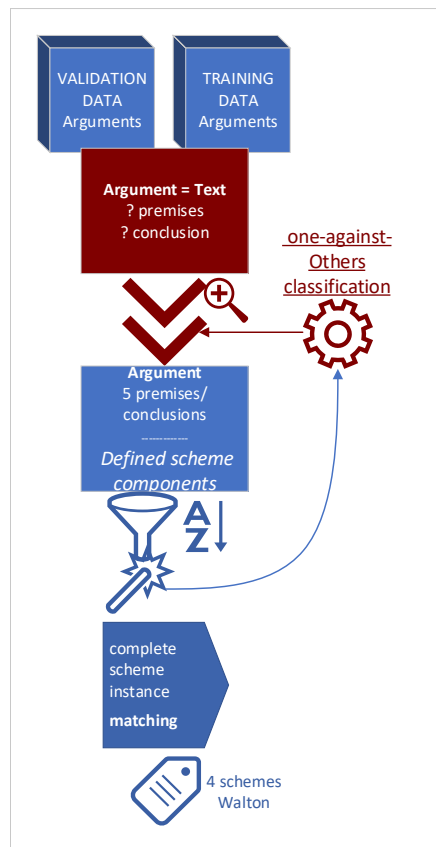 VALIDATION
DATA
Arguments
TRAINING
DATA
Arguments
Argument = Text
? premises
? conclusion
one-against-
Others
classification
Argument
5 premises/
conclusions
-------------
Defined scheme
components
A
Z
complete
scheme
instance
matching
4 schemes
Walton